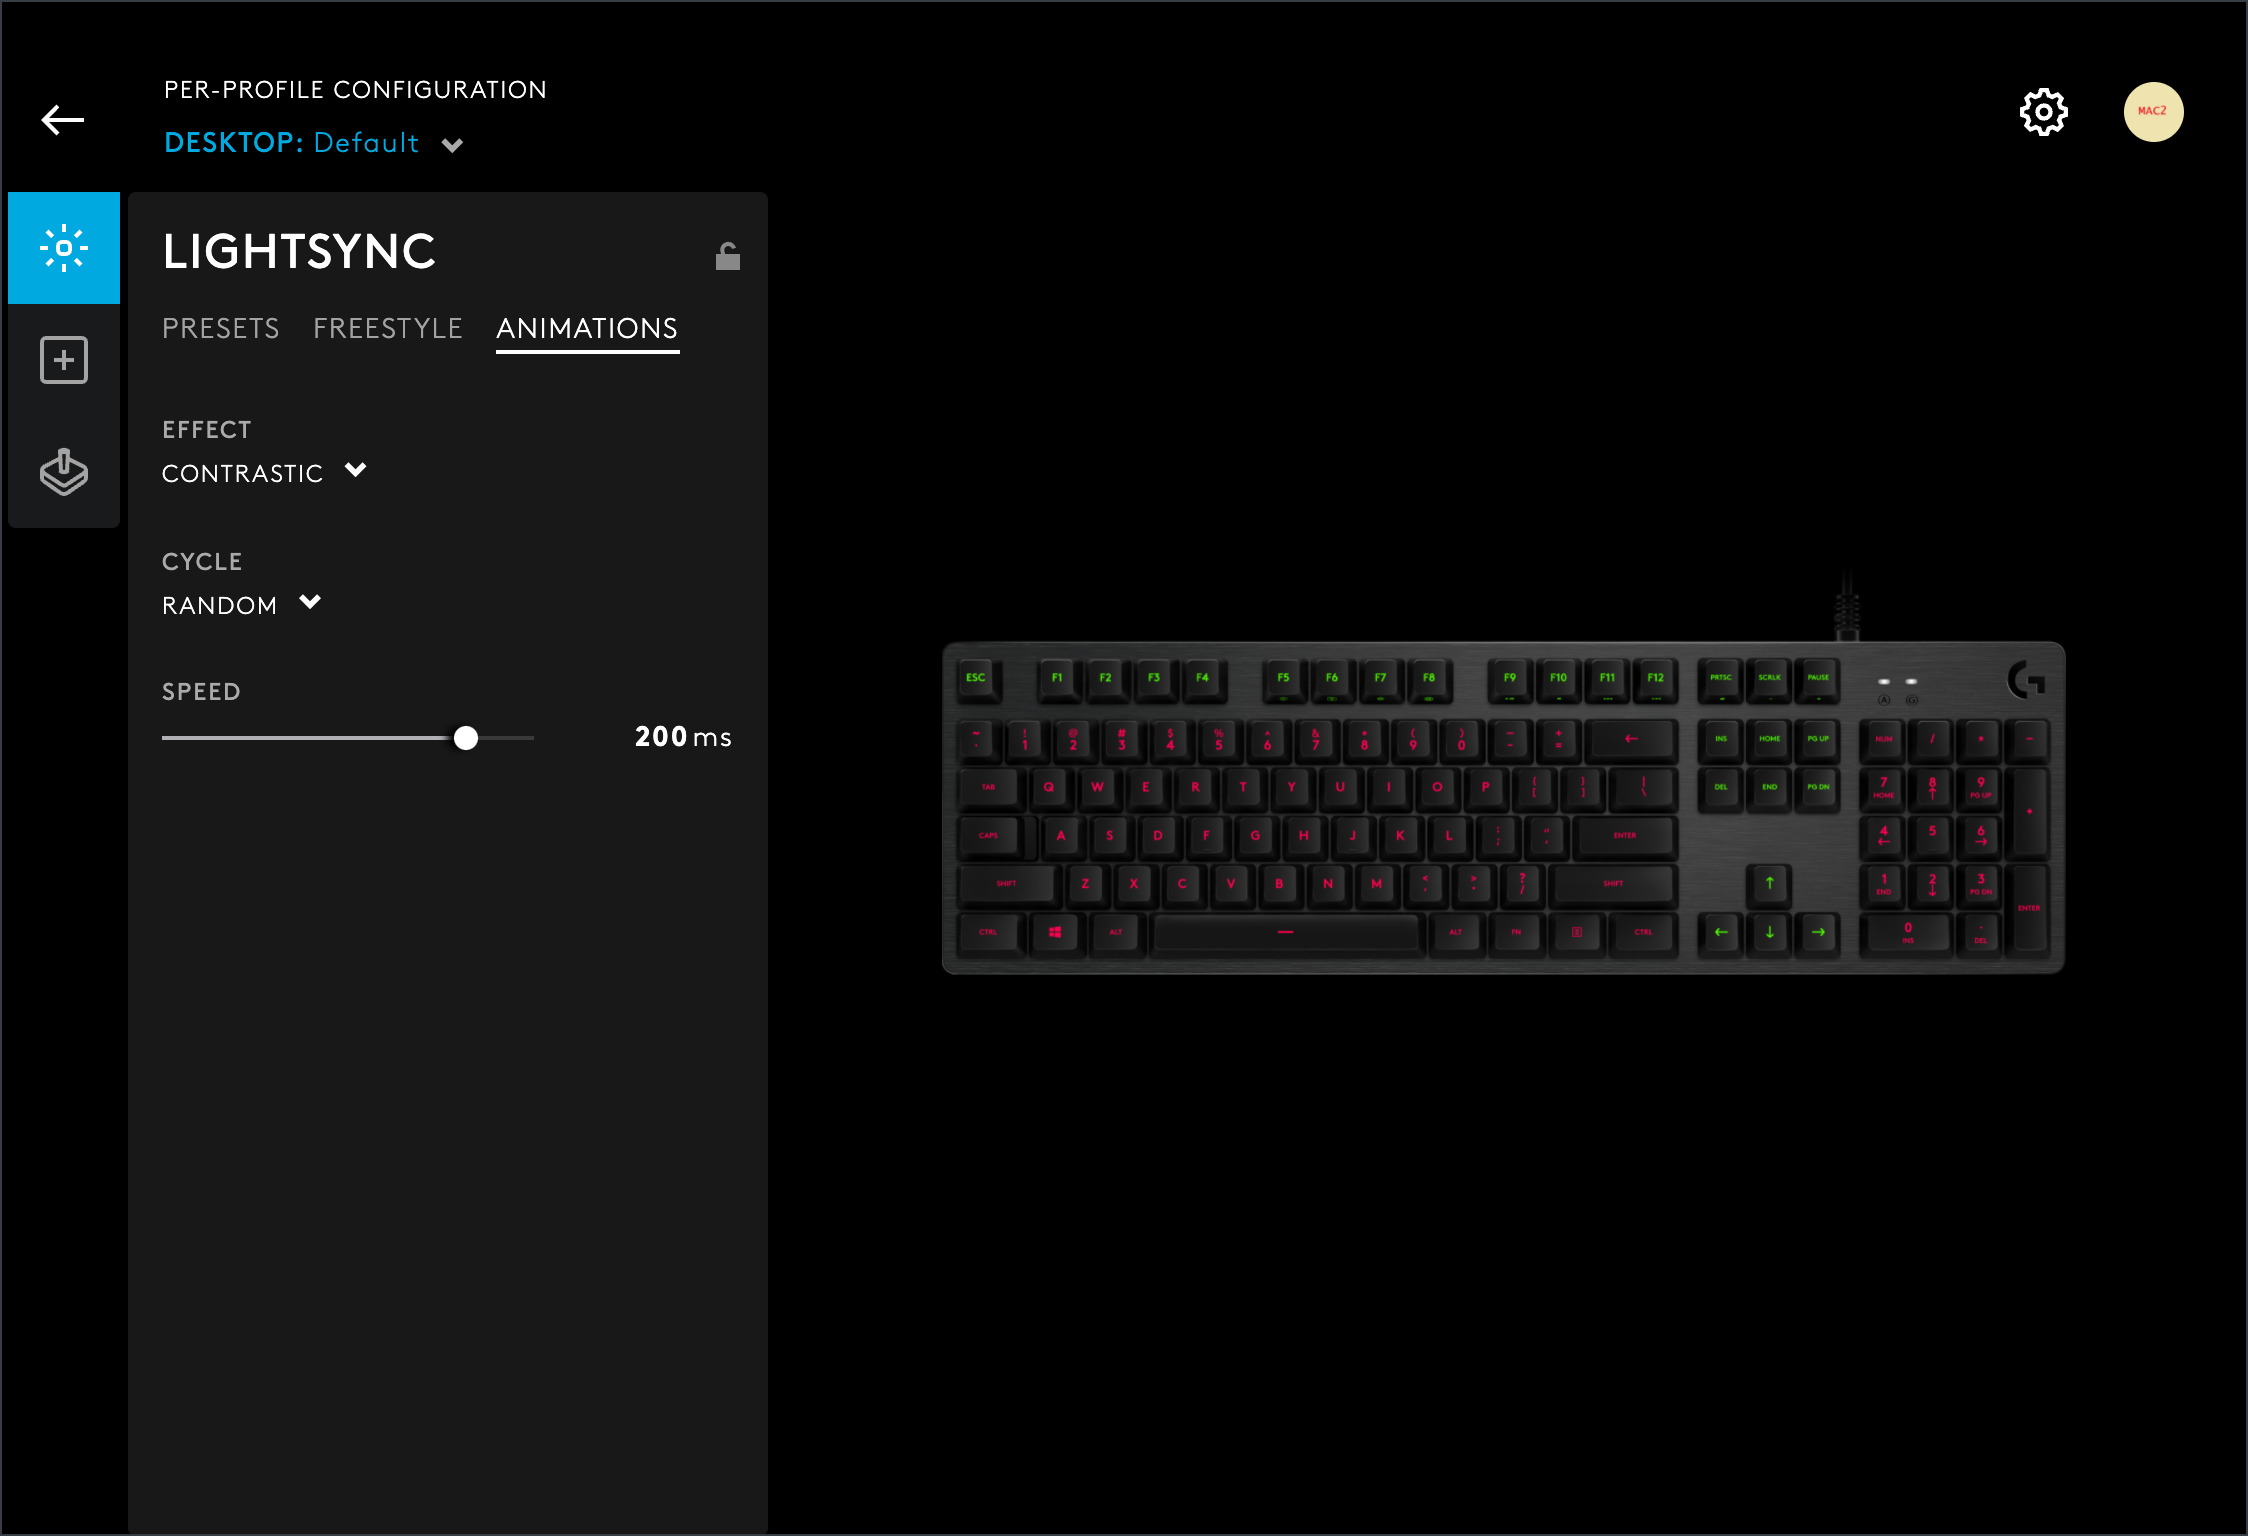 PER-PROFILE CONFIGURATION
DESKTOP: Default
MAC2
LIGHTSYNC
PRESETS FREESTYLE ANIMATIONS
EFFECT
CONTRASTIC
CYCLE
RANDOM
SPEED
200 ms
ESC F1 F2 F3 F4 F5 F6 F7 F8 F9 F10 F11 F12 PRTSC SCRLK PAUSE
A G
! @ # $ % ^ & * ( ) - +
1 2 3 4 5 6 7 8 9 0 - = ← INS HOME PG UP NUM / * -
TAB Q W E R T Y U I O P { [ } ] | \ DEL END PG DN 7 HOME 8 ↑ 9 PG UP +
CAPS A S D F G H J K L : ; " ' ENTER 4 ← 5 6 →
SHIFT Z X C V B N M < , > . ? / SHIFT ↑ 1 END 2 ↓ 3 PG DN ENTER
CTRL ALT — ALT FN CTRL ← ↓ → 0 INS . DEL